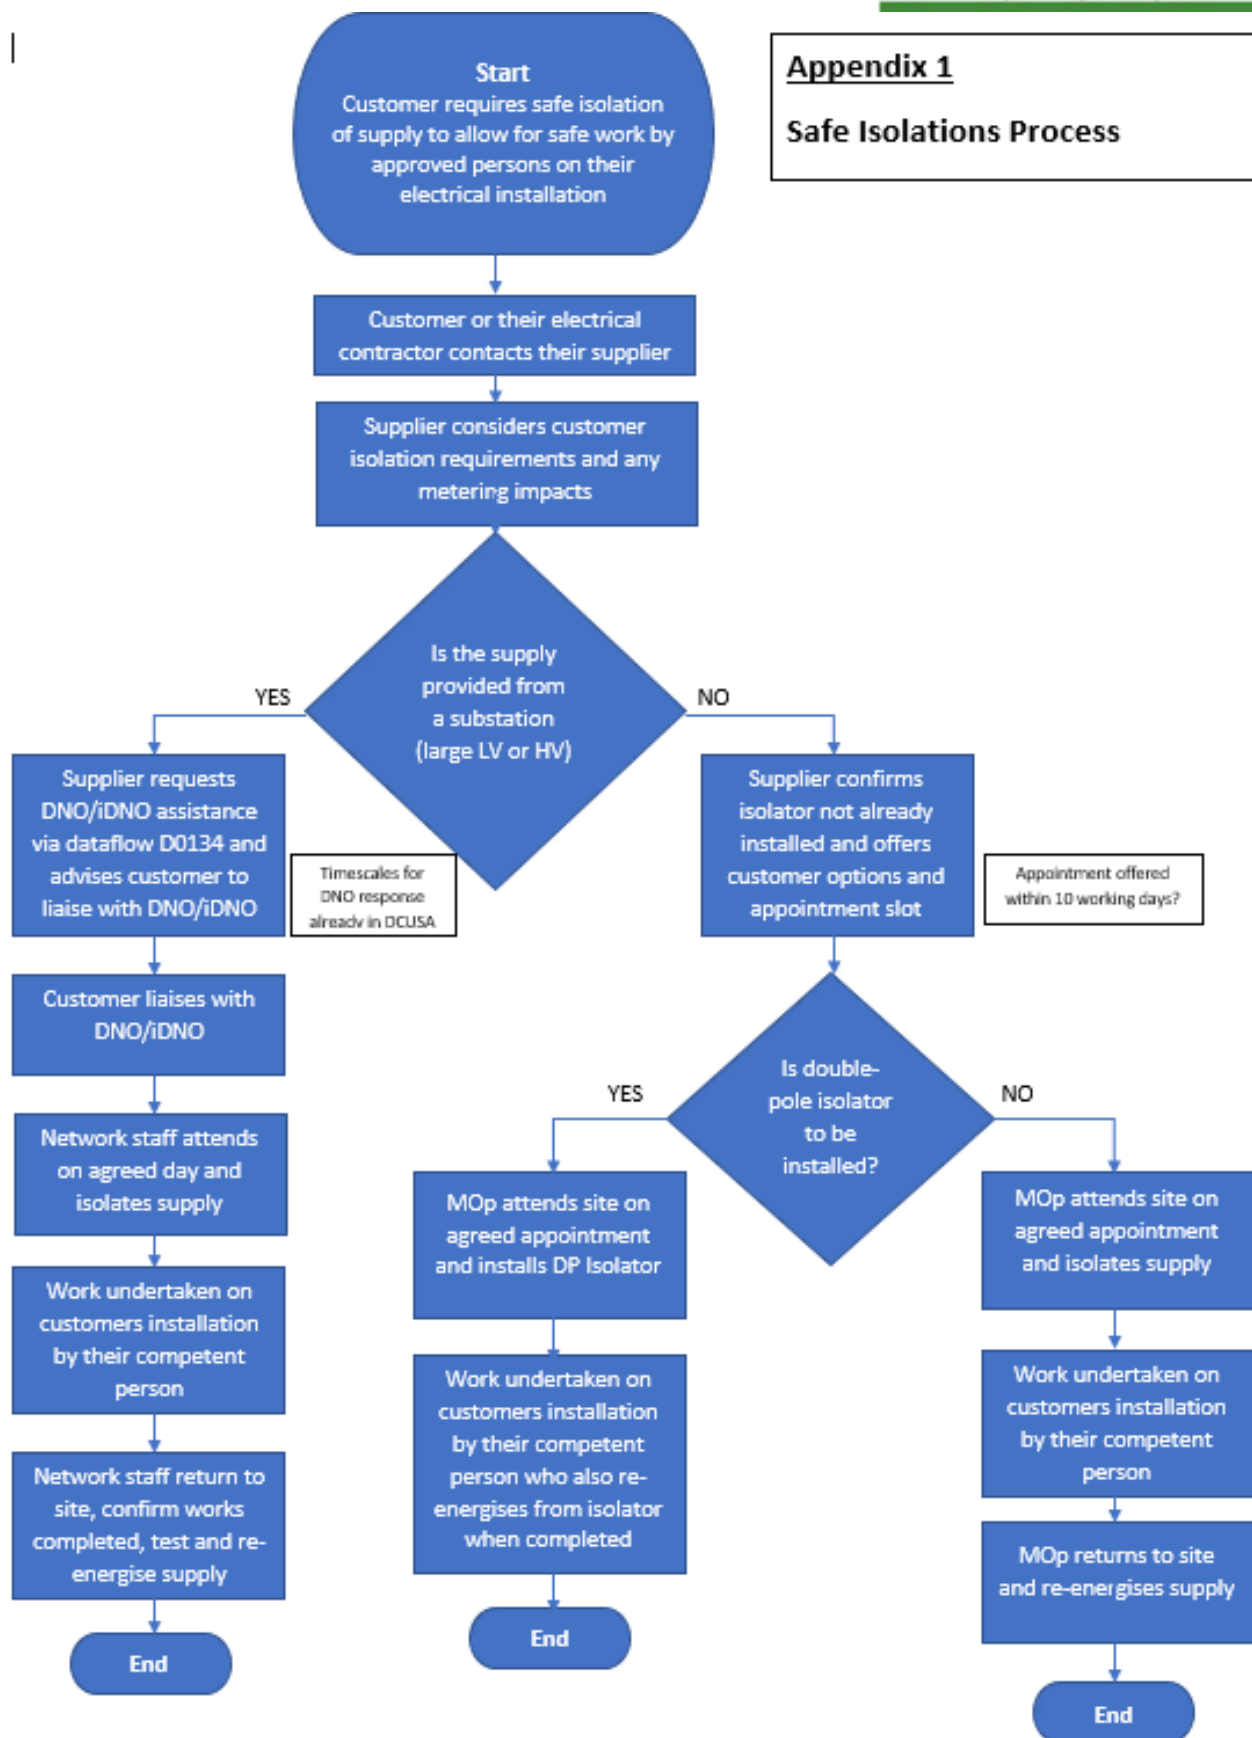 Appendix 1
Safe Isolations Process
Start
Customer requires safe isolation
of supply to allow for safe work by
approved persons on their
electrical installation
Customer or their electrical
contractor contacts their supplier
Supplier considers customer
isolation requirements and any
metering impacts
Is the supply
provided from
a substation
(large LV or HV)
YES
NO
Supplier requests
DNO/iDNO assistance
via dataflow D0134 and
advises customer to
liaise with DNO/iDNO
Timescales for
DNO response
already in DCUSA
Customer liaises with
DNO/iDNO
Network staff attends
on agreed day and
isolates supply
Work undertaken on
customers installation
by their competent
person
Network staff return to
site, confirm works
completed, test and re-
energise supply
End
Supplier confirms
isolator not already
installed and offers
customer options and
appointment slot
Appointment offered
within 10 working days?
Is double-
pole isolator
to be
installed?
YES
NO
MOp attends site on
agreed appointment
and installs DP Isolator
Work undertaken on
customers installation
by their competent
person who also re-
energises from isolator
when completed
End
MOp attends site on
agreed appointment
and isolates supply
Work undertaken on
customers installation
by their competent
person
MOp returns to site
and re-energises supply
End